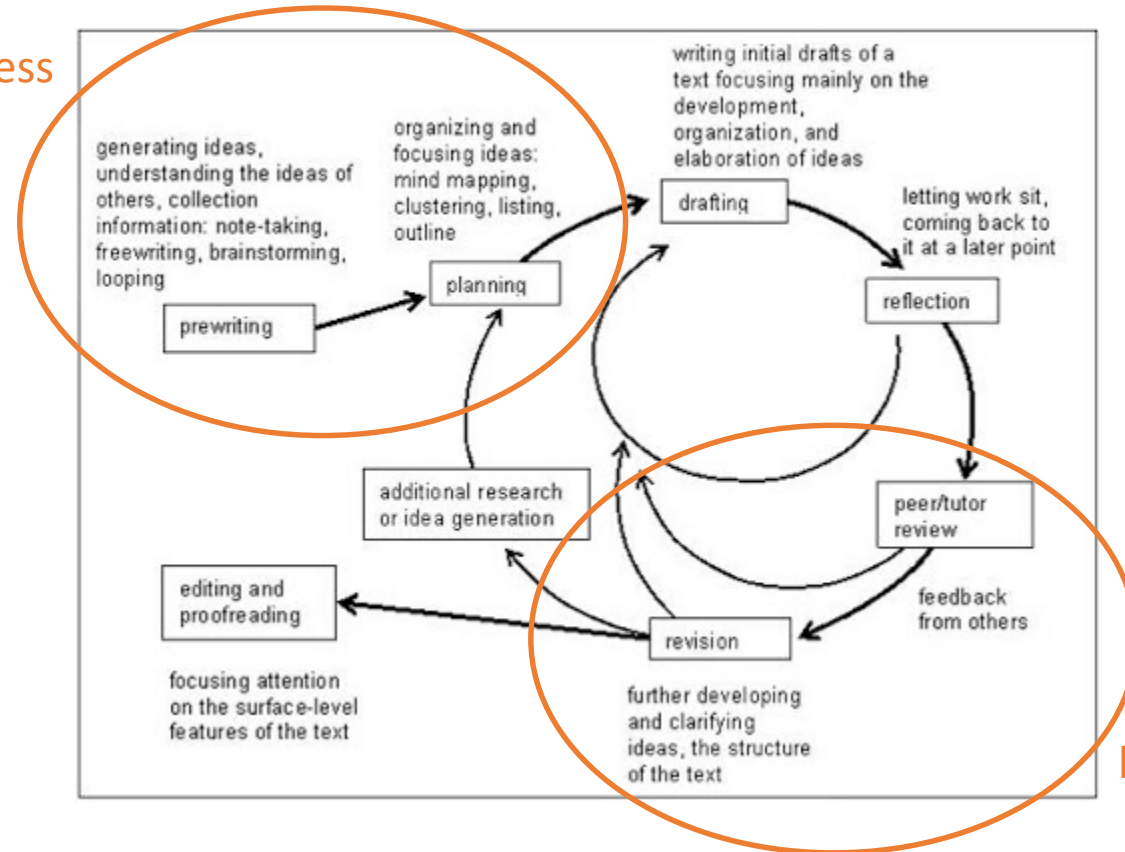 ess
generating ideas,
understanding the ideas of
others, collection
information: note-taking,
freewriting, brainstorming,
looping
prewriting
organizing and
focusing ideas:
mind mapping,
clustering, listing,
outline
planning
writing initial drafts of a
text focusing mainly on the
development,
organization, and
elaboration of ideas
drafting
letting work sit,
coming back to
it at a later point
reflection
peer/tutor
review
feedback
from others
revision
further developing
and clarifying
ideas, the structure
of the text
additional research
or idea generation
editing and
proofreading
focusing attention
on the surface-level
features of the text